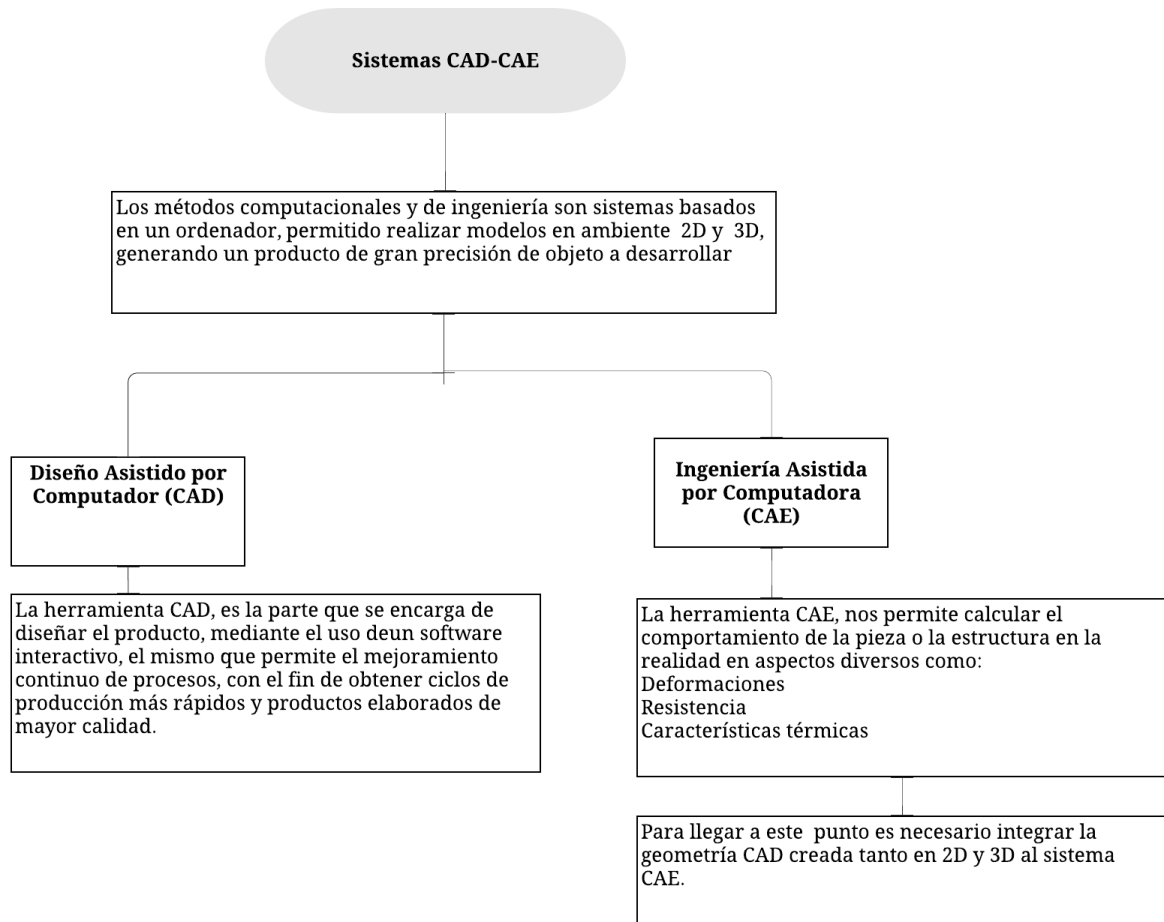 Sistemas CAD-CAE
Los métodos computacionales y de ingeniería son sistemas basados
en un ordenador, permitido realizar modelos en ambiente  2D y  3D,
generando un producto de gran precisión de objeto a desarrollar
Diseño Asistido por
Computador (CAD)
La herramienta CAD, es la parte que se encarga de
diseñar el producto, mediante el uso deun software
interactivo, el mismo que permite el mejoramiento
continuo de procesos, con el fin de obtener ciclos de
producción más rápidos y productos elaborados de
mayor calidad.
Ingeniería Asistida
por Computadora
(CAE)
La herramienta CAE, nos permite calcular el
comportamiento de la pieza o la estructura en la
realidad en aspectos diversos como:
Deformaciones
Resistencia
Características térmicas
Para llegar a este  punto es necesario integrar la
geometría CAD creada tanto en 2D y 3D al sistema
CAE.